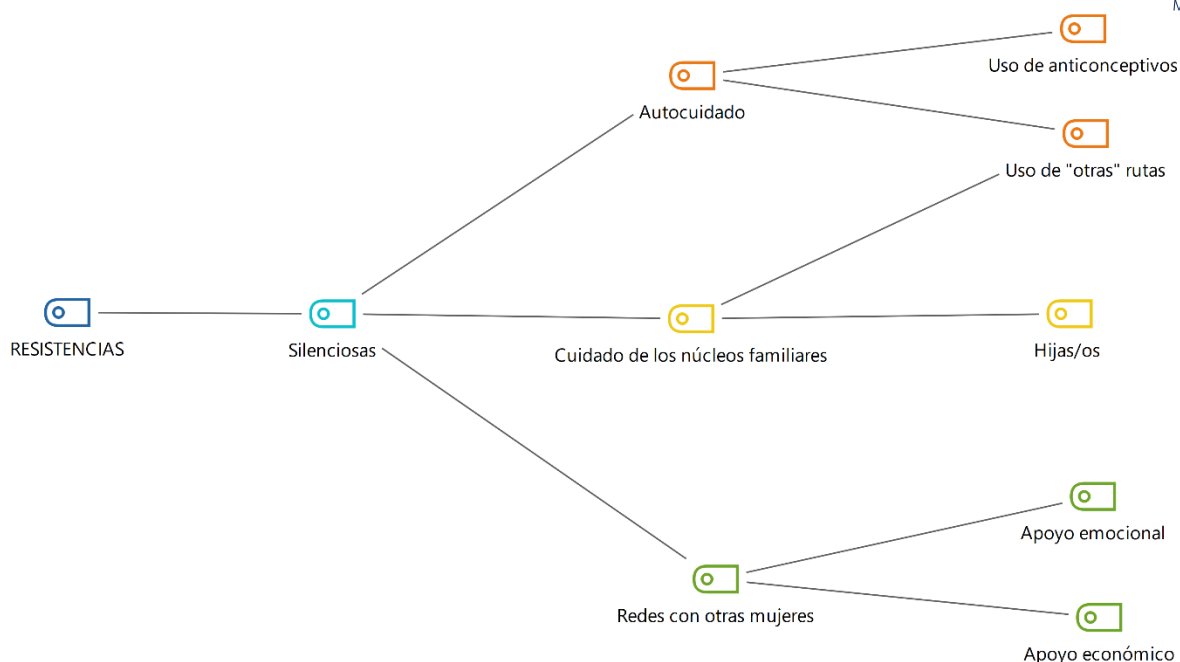 Uso de anticonceptivos
Autocuidado
Uso de "otras" rutas
RESISTENCIAS
Silenciosas
Cuidado de los núcleos familiares
Hijas/os
Apoyo emocional
Redes con otras mujeres
Apoyo económico